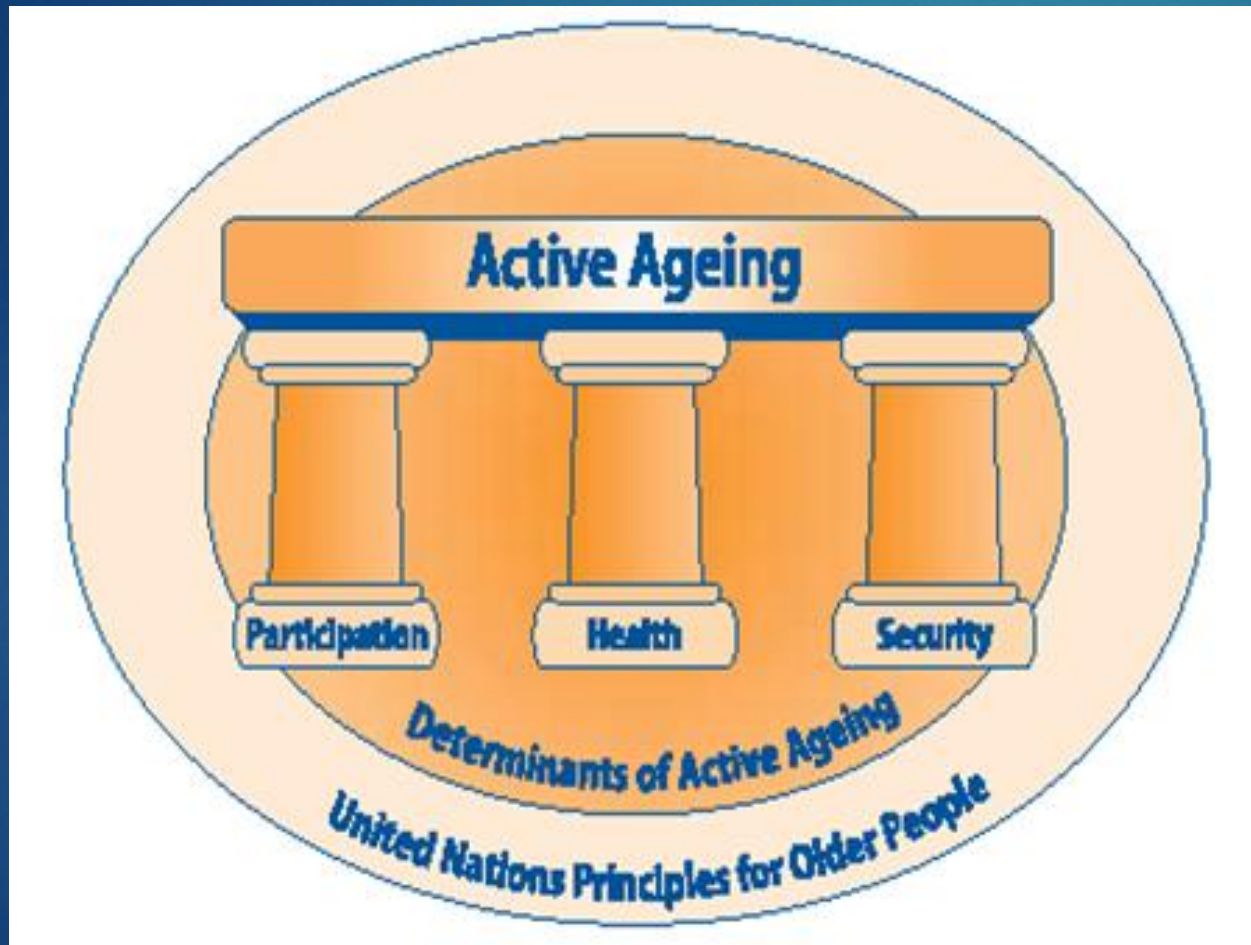 Active Ageing
Participation
Health
Security
Determinants of Active Ageing
United Nations Principles for Older People